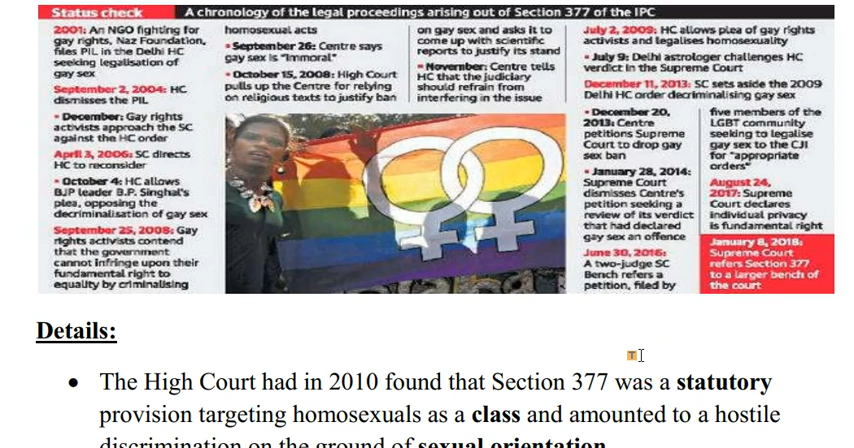 Status check A chronology of the legal proceedings arising out of Section 377 of the IPC
2001: An NGO fighting for
gay rights, Naz Foundation,
files PIL in the Delhi HC
seeking legalisation of
gay sex
September 2, 2004: HC
dismisses the PIL
• December: Gay rights
activists approach the SC
against the HC order
April 3, 2006: SC directs
HC to reconsider
• October 4: HC allows
BJP leader B.P. Singhal's
plea, opposing the
decriminalisation of gay sex
September 25, 2008: Gay
rights activists contend
that the government
cannot infringe upon their
fundamental right to
equality by criminalising
homosexual acts
• September 26: Centre says
gay sex is "immoral"
• October 15, 2008: High Court
pulls up the Centre for relying
on religious texts to justify ban
on gay sex and asks it to
come up with scientific
reports to justify its stand
• November: Centre tells
HC that the judiciary
should refrain from
interfering in the issue
July 2, 2009: HC allows plea of gay rights
activists and legalises homosexuality
• July 9: Delhi astrologer challenges HC
verdict in the Supreme Court
December 11, 2013: SC sets aside the 2009
Delhi HC order decriminalising gay sex
• December 20,
2013: Centre
petitions Supreme
Court to drop gay
sex ban
• January 28, 2014:
Supreme Court
dismisses Centre's
petition seeking a
review of its verdict
that had declared
gay sex an offence
June 30, 2016:
A two-judge SC
Bench refers a
petition, filed by
five members of the
LGBT community
seeking to legalise
gay sex to the CJI
for "appropriate
orders"
August 24,
2017: Supreme
Court declares
individual privacy
is fundamental right
January 8, 2018:
Supreme Court
refers Section 377
to a larger bench of
the court
Details:
• The High Court had in 2010 found that Section 377 was a statutory
provision targeting homosexuals as a class and amounted to a hostile
discrimination on the ground of sexual orientation.